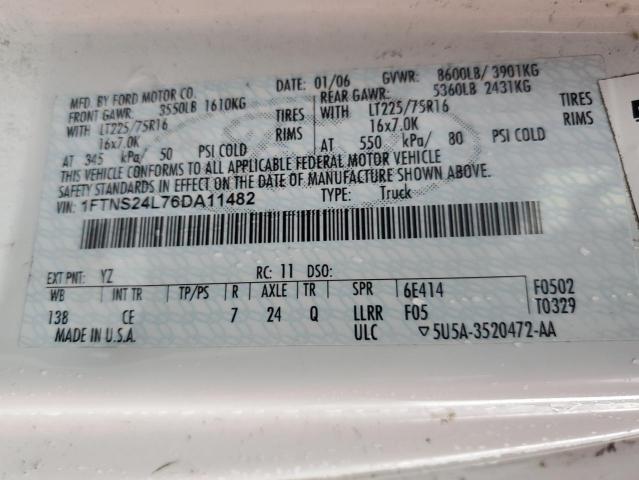 MFD. BY FORD MOTOR CO. DATE: 01/06 GVWR: 8600LB/ 3901KG
FRONT GAWR: 3550LB 1610KG REAR GAWR: 5360LB 2431KG
WITH LT225/75R16 TIRES WITH LT225/75R16 TIRES
16x7.0K RIMS 16x7.0K RIMS
AT 345 kPa/ 50 PSI COLD AT 550 kPa/ 80 PSI COLD
THIS VEHICLE CONFORMS TO ALL APPLICABLE FEDERAL MOTOR VEHICLE
SAFETY STANDARDS IN EFFECT ON THE DATE OF MANUFACTURE SHOWN ABOVE.
VIN: 1FTNS24L76DA11482 TYPE: Truck
EXT PNT: YZ RC: 11 DSO:
WB INT TR TP/PS R AXLE TR SPR 6E414 F0502
138 CE 7 24 Q LLRR F05 T0329
MADE IN U.S.A. ULC ▽5U5A-3520472-AA